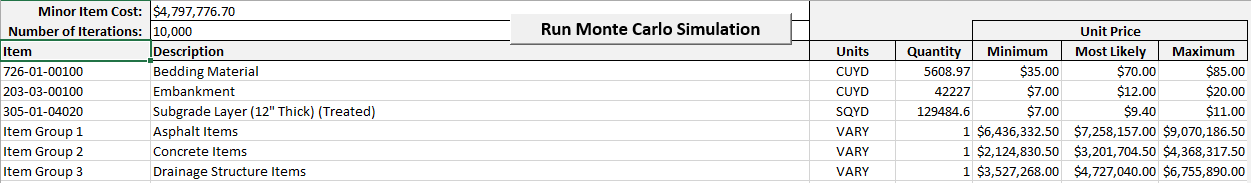 Minor Item Cost: $4,797,776.70
Number of Iterations: 10,000
Run Monte Carlo Simulation
Unit Price
Item Description Units Quantity Minimum Most Likely Maximum
726-01-00100 Bedding Material CUYD 5608.97 $35.00 $70.00 $85.00
203-03-00100 Embankment CUYD 42227 $7.00 $12.00 $20.00
305-01-04020 Subgrade Layer (12" Thick) (Treated) SQYD 129484.6 $7.00 $9.40 $11.00
Item Group 1 Asphalt Items VARY 1 $6,436,332.50 $7,258,157.00 $9,070,186.50
Item Group 2 Concrete Items VARY 1 $2,124,830.50 $3,201,704.50 $4,368,317.50
Item Group 3 Drainage Structure Items VARY 1 $3,527,268.00 $4,727,040.00 $6,755,890.00